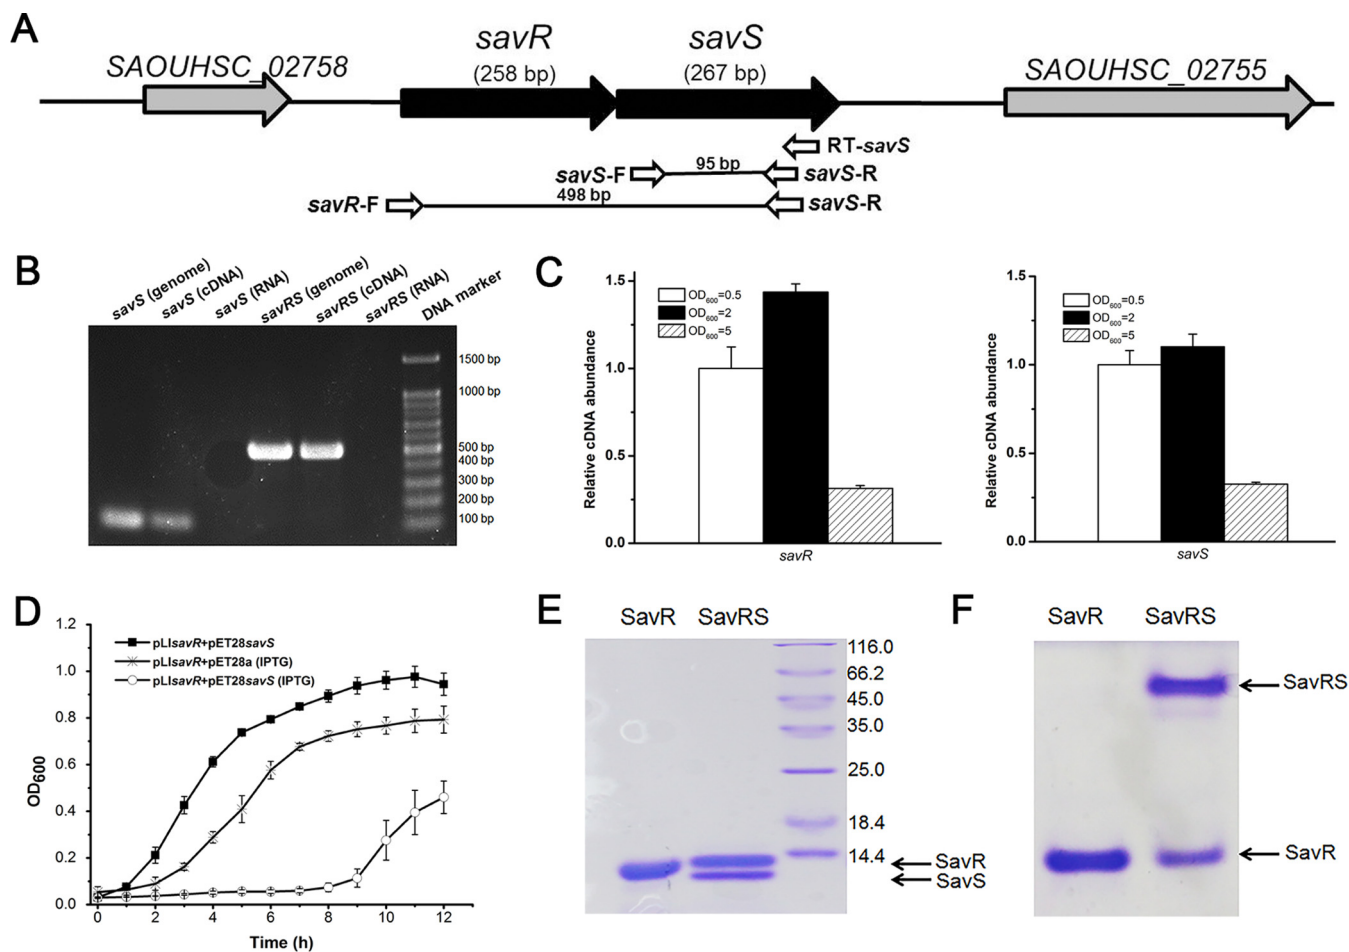 A
SAOUHSC_02758
savR
(258 bp)
savS
(267 bp)
SAOUHSC_02755
RT-savS
savS-F
95 bp
savS-R
savR-F
498 bp
savS-R
B
savS (genome)
savS (cDNA)
savS (RNA)
savRS (genome)
savRS (cDNA)
savRS (RNA)
DNA marker
1500 bp
1000 bp
500 bp
400 bp
300 bp
200 bp
100 bp
C
Relative cDNA abundance
1.5
1.0
0.5
0.0
OD600=0.5
OD600=2
OD600=5
savR
Relative cDNA abundance
1.5
1.0
0.5
0.0
OD600=0.5
OD600=2
OD600=5
savS
D
OD600
1.2
1.0
0.8
0.6
0.4
0.2
0.0
pLIsavR+pET28savS
pLIsavR+pET28a (IPTG)
pLIsavR+pET28savS (IPTG)
0 2 4 6 8 10 12
Time (h)
E
SavR SavRS
116.0
66.2
45.0
35.0
25.0
18.4
14.4
SavR
SavS
F
SavR SavRS
SavRS
SavR